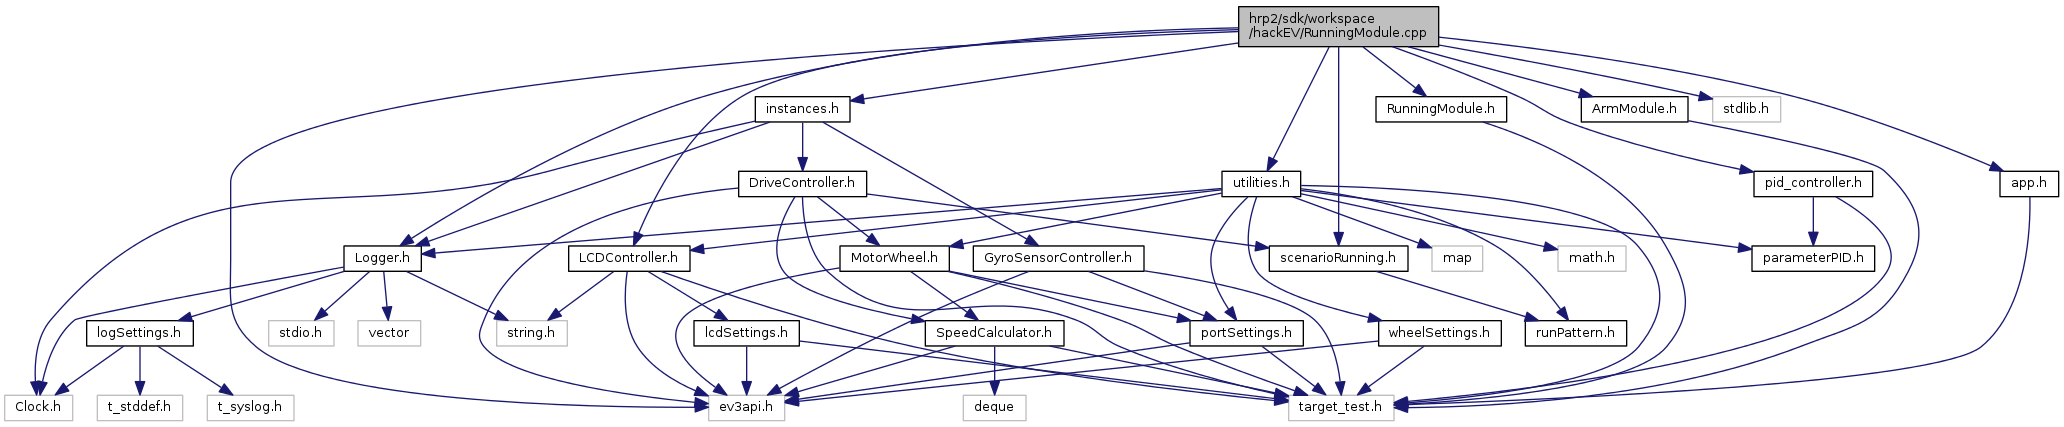 hrp2/sdk/workspace
/hackEV/RunningModule.cpp
instances.h
RunningModule.h
ArmModule.h
stdlib.h
DriveController.h
utilities.h
pid_controller.h
app.h
Logger.h
LCDController.h
MotorWheel.h
GyroSensorController.h
scenarioRunning.h
map
math.h
parameterPID.h
logSettings.h
stdio.h
vector
string.h
lcdSettings.h
SpeedCalculator.h
portSettings.h
wheelSettings.h
runPattern.h
Clock.h
t_stddef.h
t_syslog.h
ev3api.h
deque
target_test.h